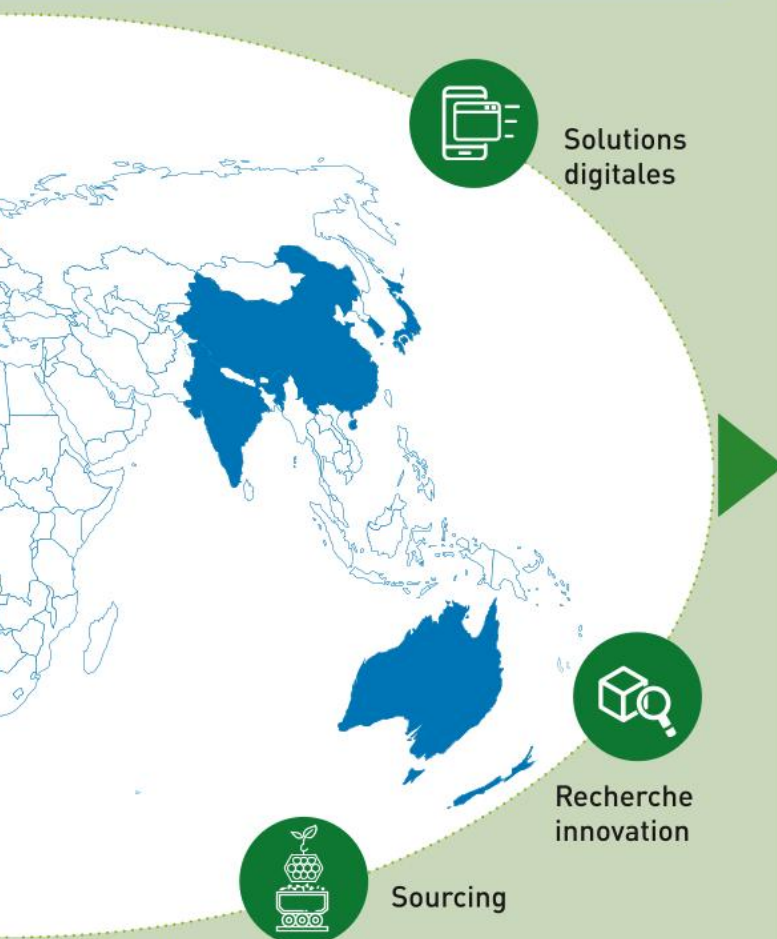 Solutions
digitales
Recherche
innovation
Sourcing